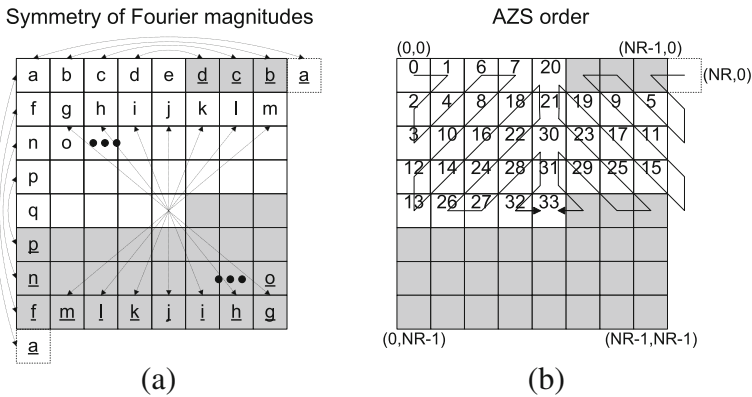 Symmetry of Fourier magnitudes
a b c d e d c b a
f g h i j k l m
n o •••
p
q
p
n ••• o
f m l k j i h g
a
(a)
AZS order
(0,0) (NR-1,0)
0 1 6 7 20 (NR,0)
2 4 8 18 21 19 9 5
3 10 16 22 30 23 17 11
12 14 24 28 31 29 25 15
13 26 27 32 33
(0,NR-1) (NR-1,NR-1)
(b)